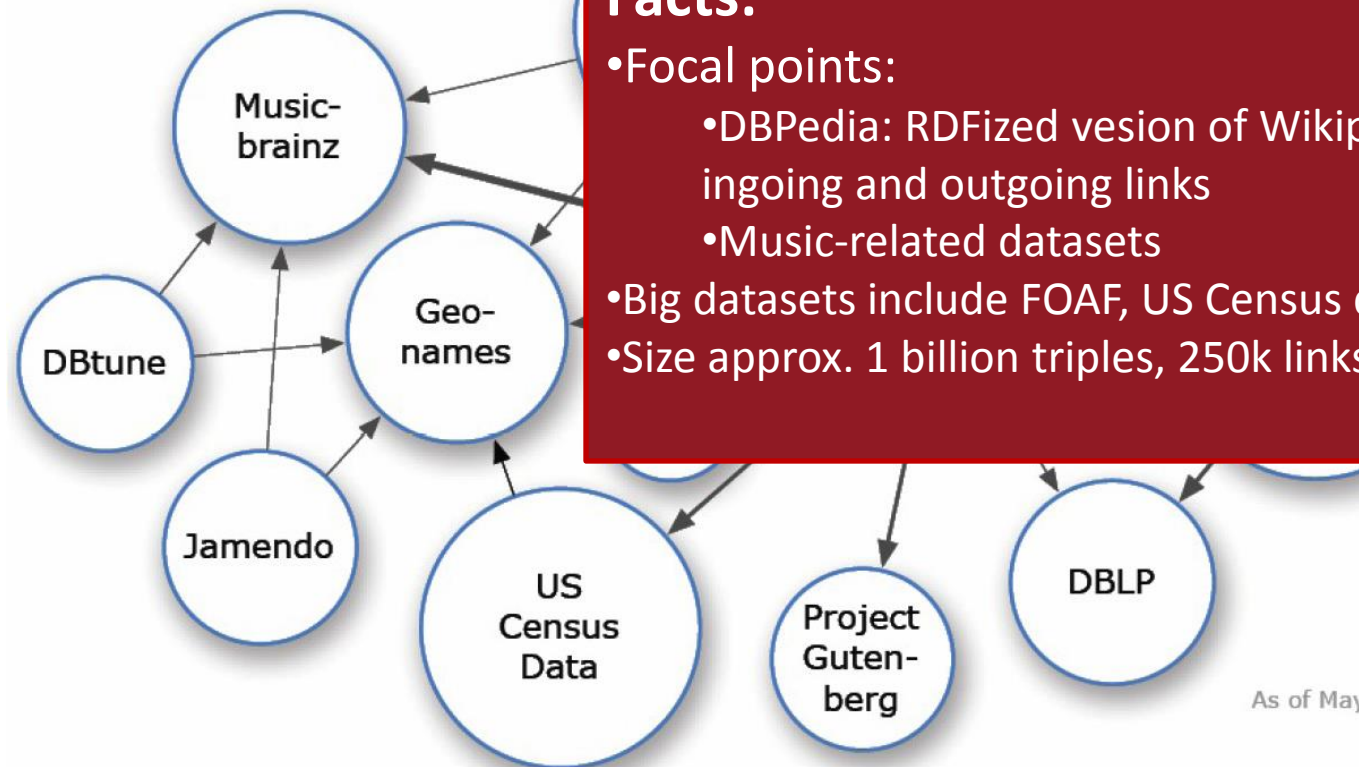 Facts:
•Focal points:
•DBPedia: RDFized vesion of
ingoing and outgoing links
•Music-related datasets
•Big datasets include FOAF, US Census
•Size approx. 1 billion triples, 250k links
Music-
brainz
Geo-
names
DBtune
Jamendo
US
Census
Data
Project
Guten-
berg
DBLP
As of May